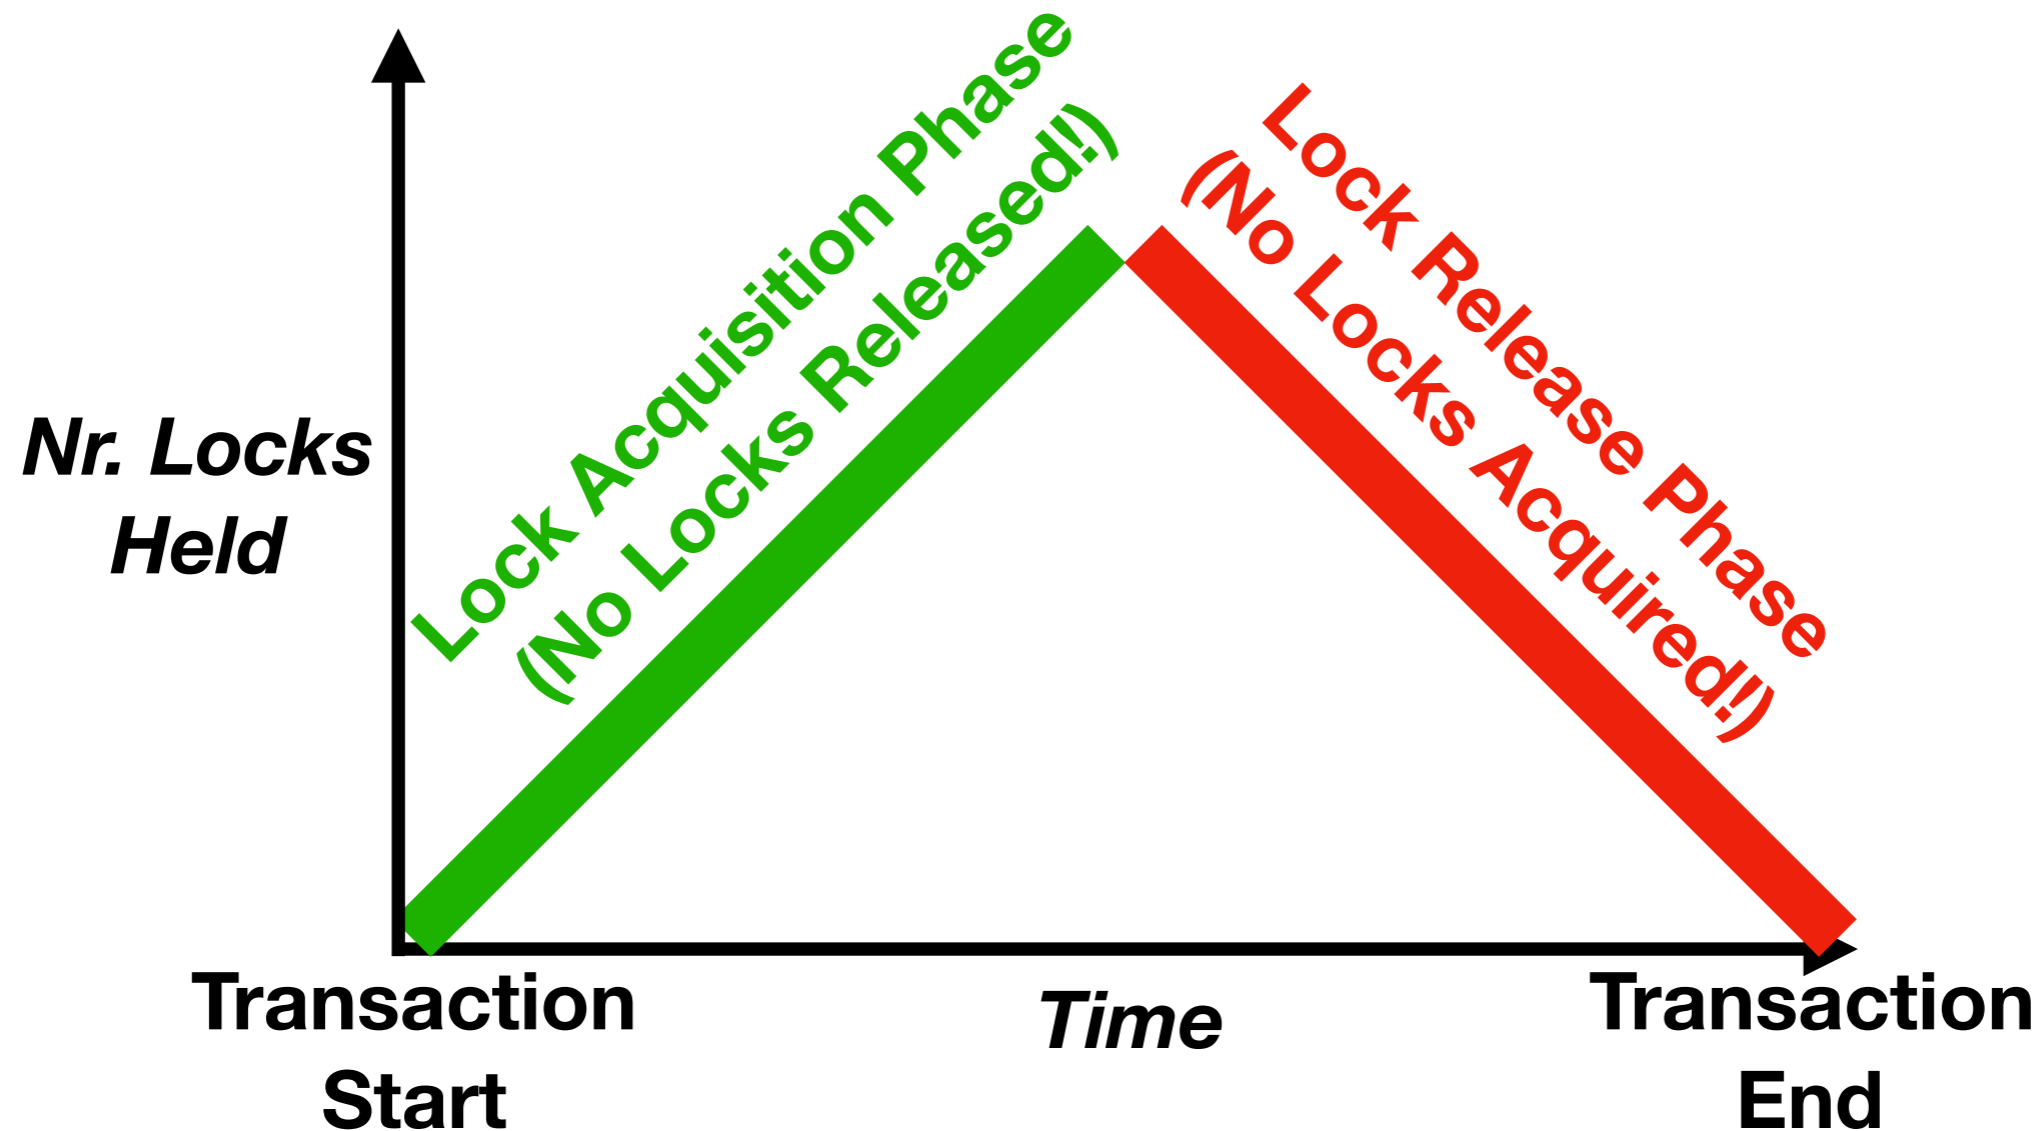 Lock Acquisition Phase
(No Locks Released!)
Lock Release Phase
(No Locks Acquired!)
Nr. Locks
Held
Transaction
Start
Time
Transaction
End